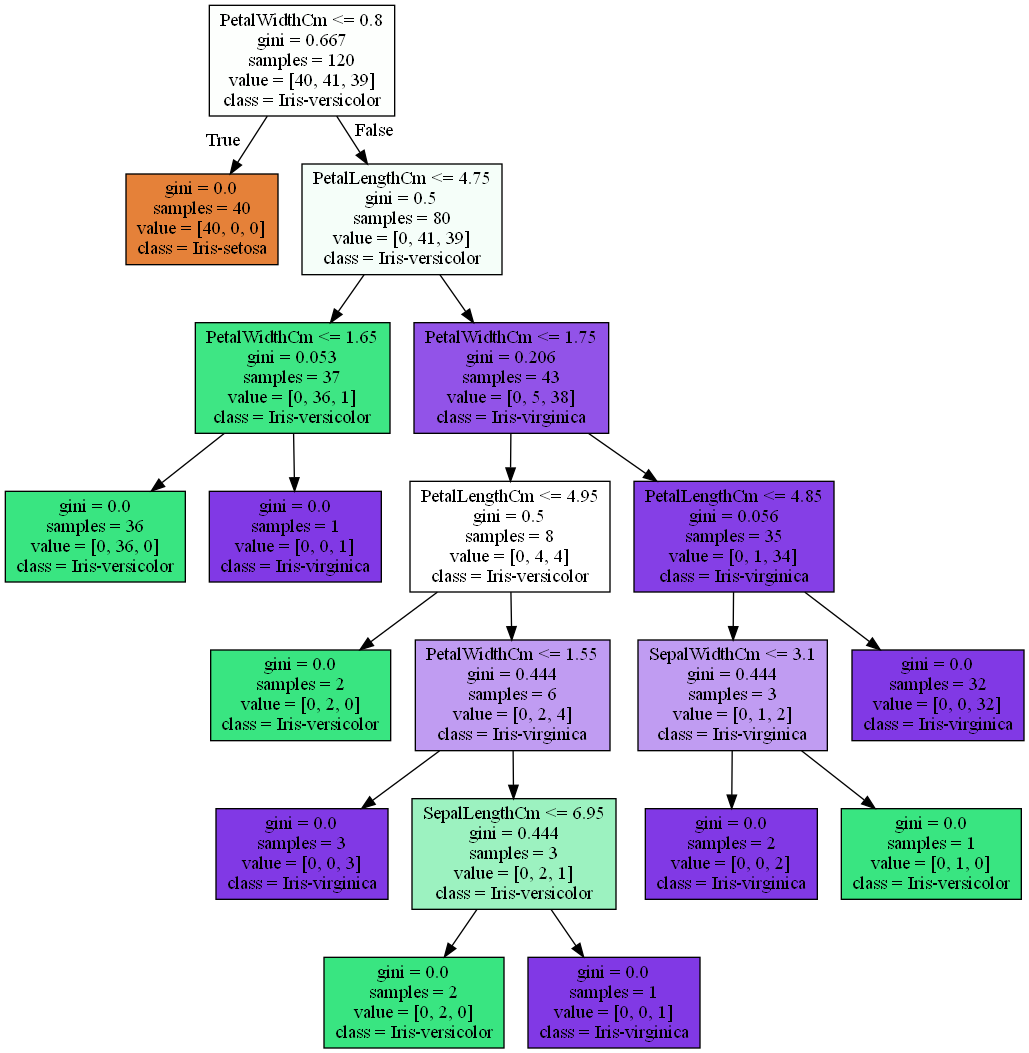 PetalWidthCm <= 0.8
gini = 0.667
samples = 120
value = [40, 41, 39]
class = Iris-versicolor
True
False
gini = 0.0
samples = 40
value = [40, 0, 0]
class = Iris-setosa
PetalLengthCm <= 4.75
gini = 0.5
samples = 80
value = [0, 41, 39]
class = Iris-versicolor
PetalWidthCm <= 1.65
gini = 0.053
samples = 37
value = [0, 36, 1]
class = Iris-versicolor
PetalWidthCm <= 1.75
gini = 0.206
samples = 43
value = [0, 5, 38]
class = Iris-virginica
gini = 0.0
samples = 36
value = [0, 36, 0]
class = Iris-versicolor
gini = 0.0
samples = 1
value = [0, 0, 1]
class = Iris-virginica
PetalLengthCm <= 4.95
gini = 0.5
samples = 8
value = [0, 4, 4]
class = Iris-versicolor
PetalLengthCm <= 4.85
gini = 0.056
samples = 35
value = [0, 1, 34]
class = Iris-virginica
gini = 0.0
samples = 2
value = [0, 2, 0]
class = Iris-versicolor
PetalWidthCm <= 1.55
gini = 0.444
samples = 6
value = [0, 2, 4]
class = Iris-virginica
SepalWidthCm <= 3.1
gini = 0.444
samples = 3
value = [0, 1, 2]
class = Iris-virginica
gini = 0.0
samples = 32
value = [0, 0, 32]
class = Iris-virginica
gini = 0.0
samples = 3
value = [0, 0, 3]
class = Iris-virginica
SepalLengthCm <= 6.95
gini = 0.444
samples = 3
value = [0, 2, 1]
class = Iris-versicolor
gini = 0.0
samples = 2
value = [0, 0, 2]
class = Iris-virginica
gini = 0.0
samples = 1
value = [0, 1, 0]
class = Iris-versicolor
gini = 0.0
samples = 2
value = [0, 2, 0]
class = Iris-versicolor
gini = 0.0
samples = 1
value = [0, 0, 1]
class = Iris-virginica